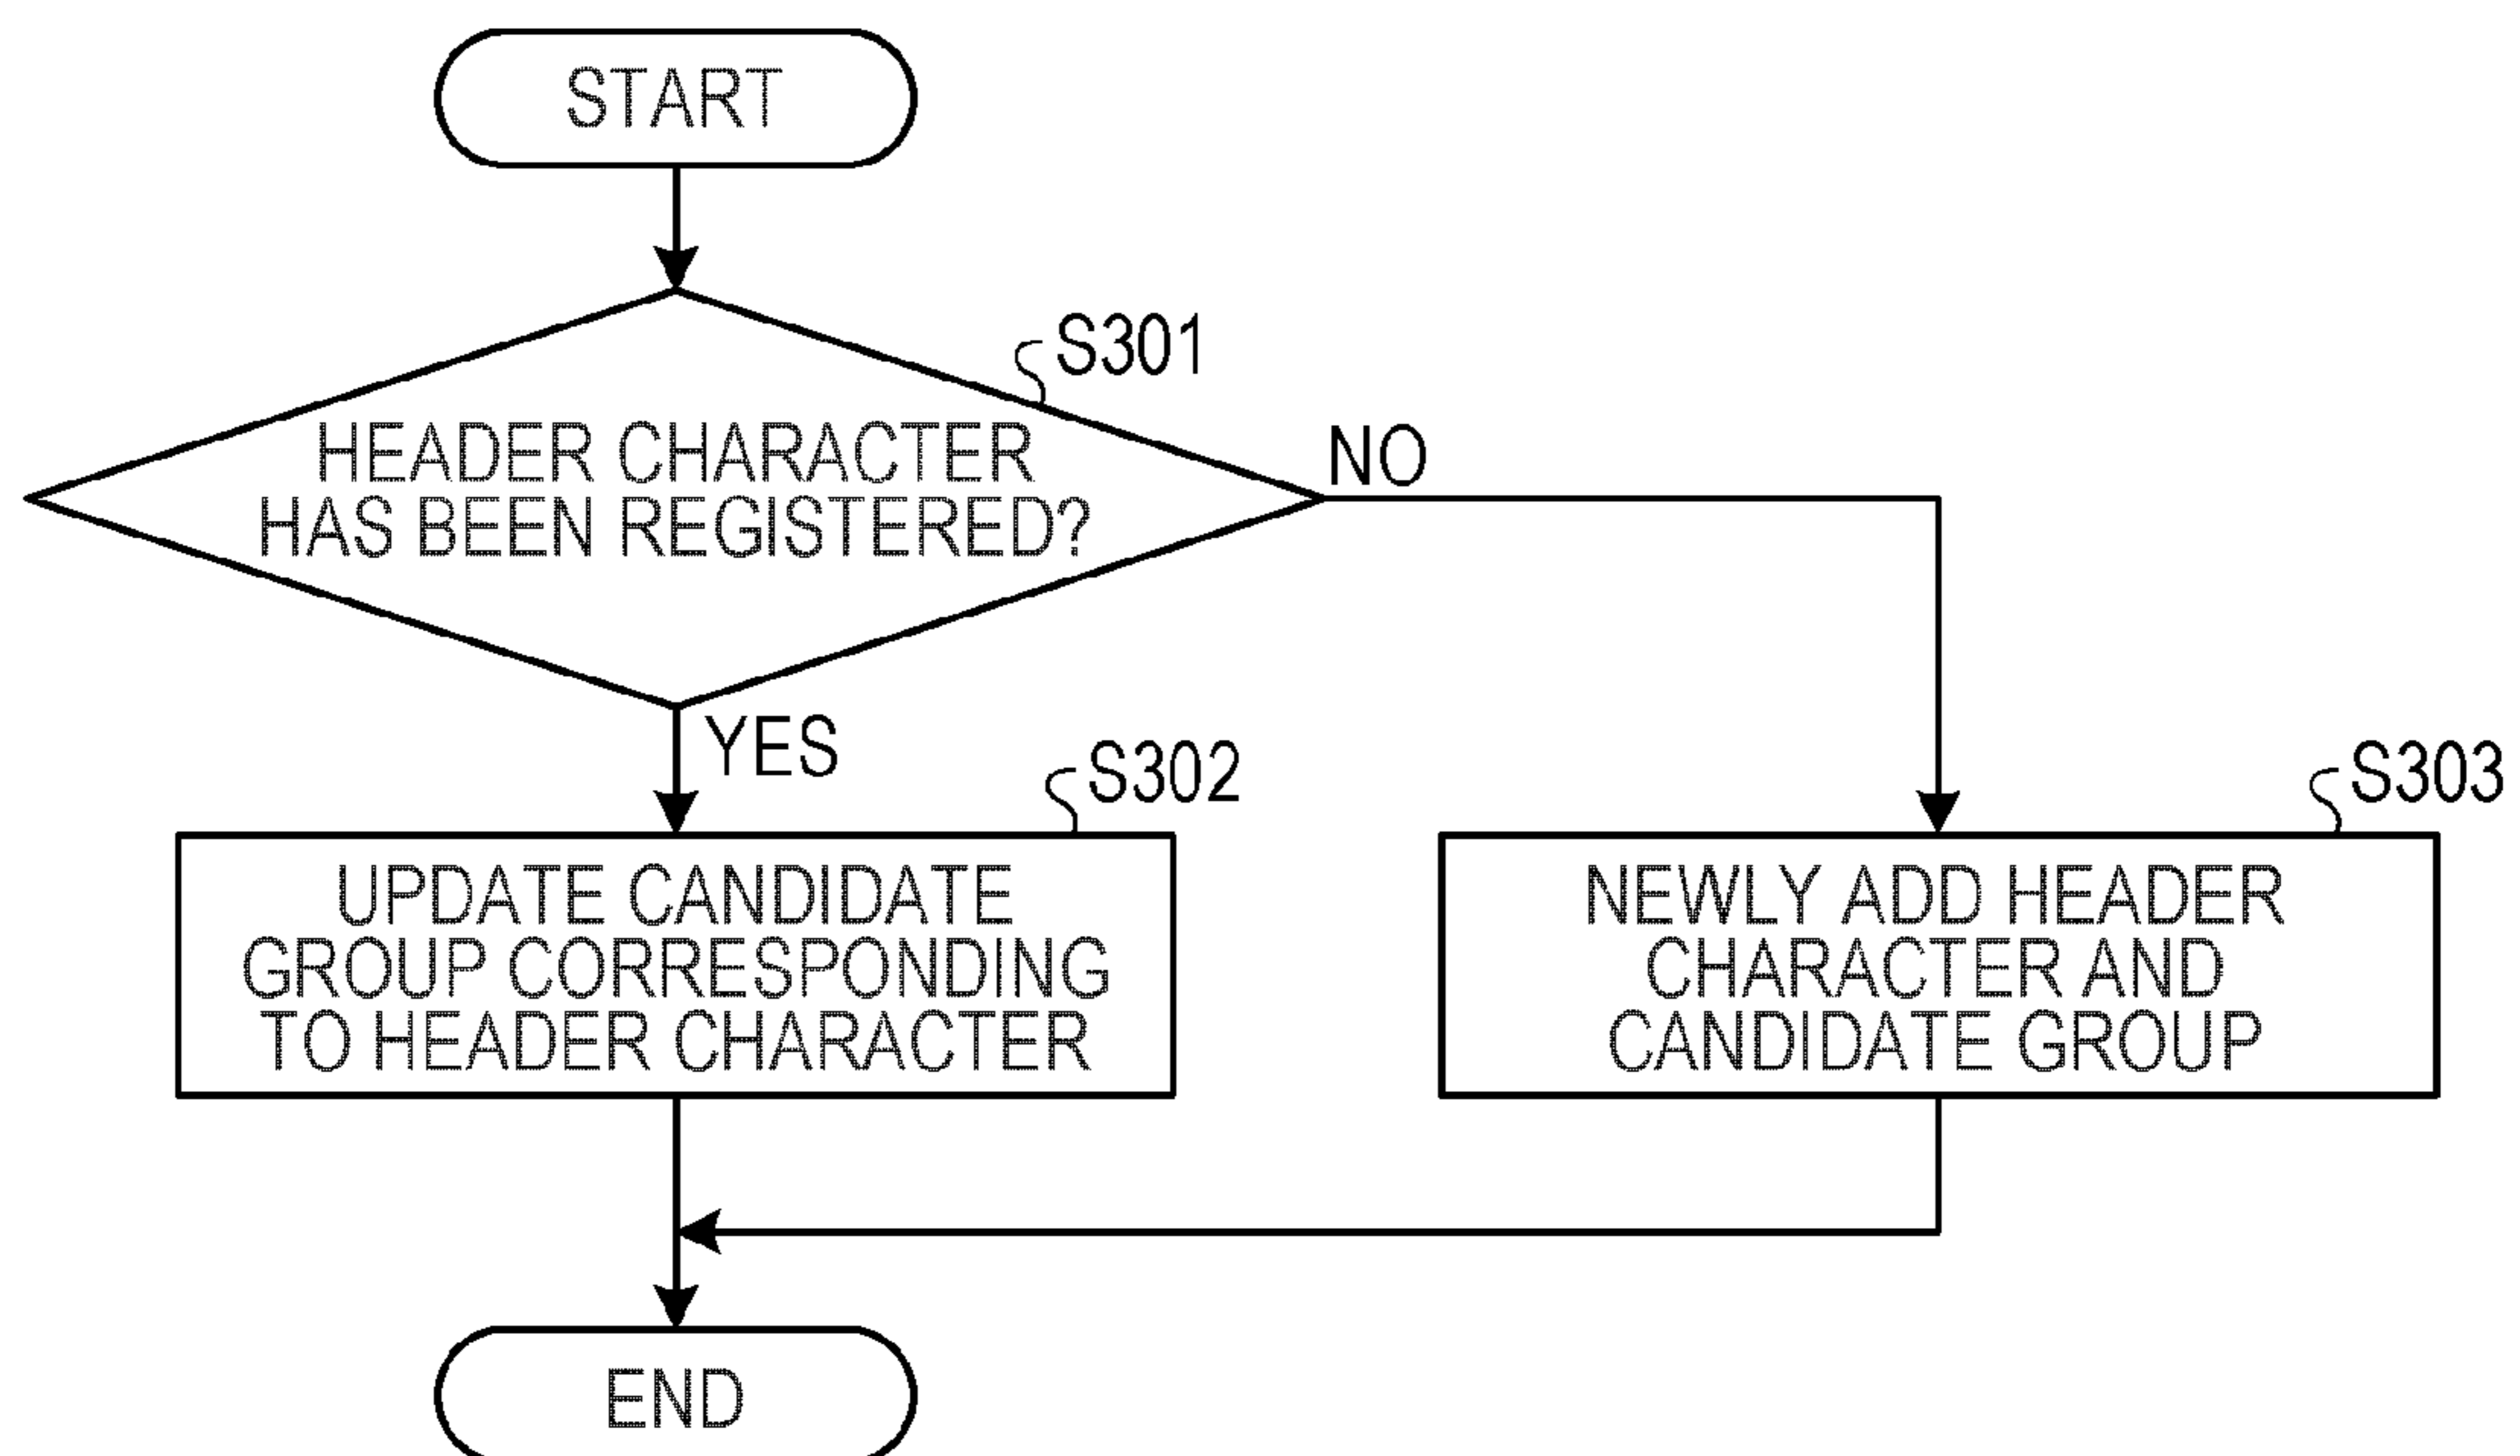 START
S301
HEADER CHARACTER
HAS BEEN REGISTERED?
NO
YES
S302
UPDATE CANDIDATE
GROUP CORRESPONDING
TO HEADER CHARACTER
S303
NEWLY ADD HEADER
CHARACTER AND
CANDIDATE GROUP
END